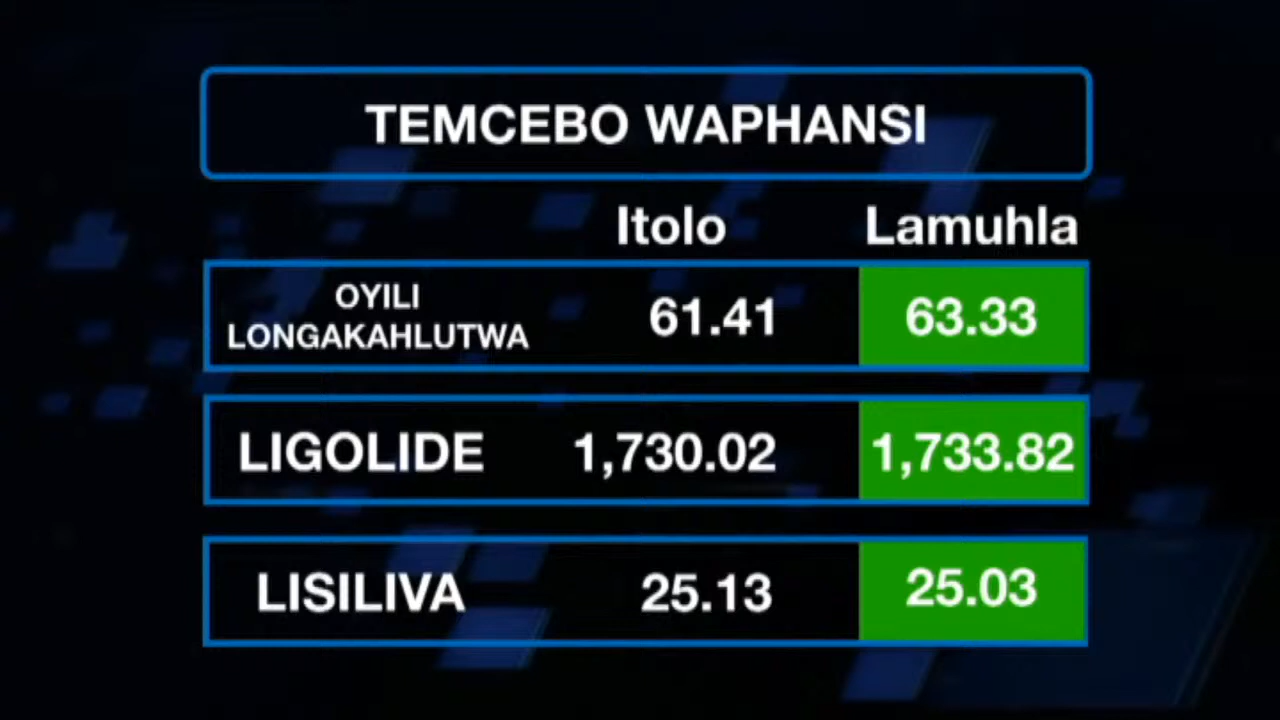 TEMCEBO WAPHANSI
Itolo Lamuhla
OYILI
LONGAKAHLUTWA 61.41 63.33
LIGOLIDE 1,730.02 1,733.82
LISILIVA 25.13 25.03